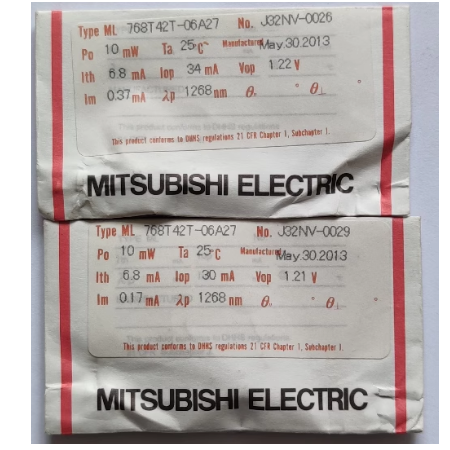 Type ML 768T42T-06A27 No. J32NV-0026
Po 10 mW Ta 25°C Manufactured May.30.2013
Ith 6.8 mA Iop 34 mA Vop 1.22 V
Im 0.37 mA λp 1268 nm θ∥ ° θ⊥ °
This product conforms to DHHS regulations 21 CFR Chapter 1, Subchapter J.
MITSUBISHI ELECTRIC
Type ML 768T42T-06A27 No. J32NV-0029
Po 10 mW Ta 25°C Manufactured May.30.2013
Ith 6.8 mA Iop 30 mA Vop 1.21 V
Im 0.17 mA λp 1268 nm θ∥ ° θ⊥ °
This product conforms to DHHS regulations 21 CFR Chapter 1, Subchapter J.
MITSUBISHI ELECTRIC